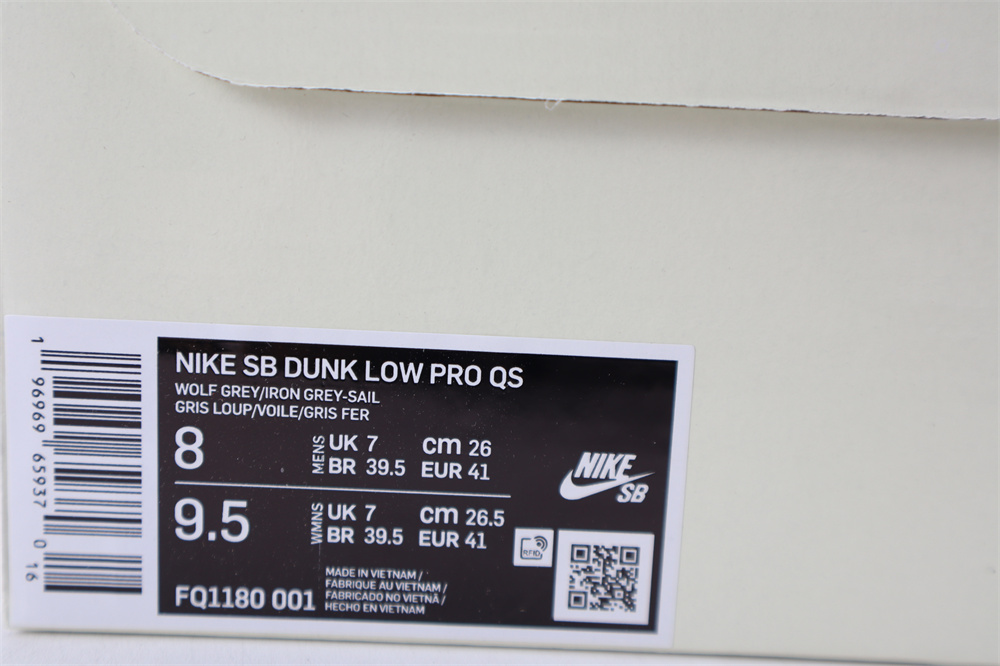 NIKE SB DUNK LOW PRO QS
WOLF GREY/IRON GREY-SAIL
GRIS LOUP/VOILE/GRIS FER
8 MENS UK 7 cm 26
BR 39.5 EUR 41
9.5 WMNS UK 7 cm 26.5
BR 39.5 EUR 41
NIKE
SB
RFID
FQ1180 001
MADE IN VIETNAM /
FABRIQUE AU VIETNAM /
FABRICADO NO VIETNÃ /
HECHO EN VIETNAM
1 96969 65937 0 16